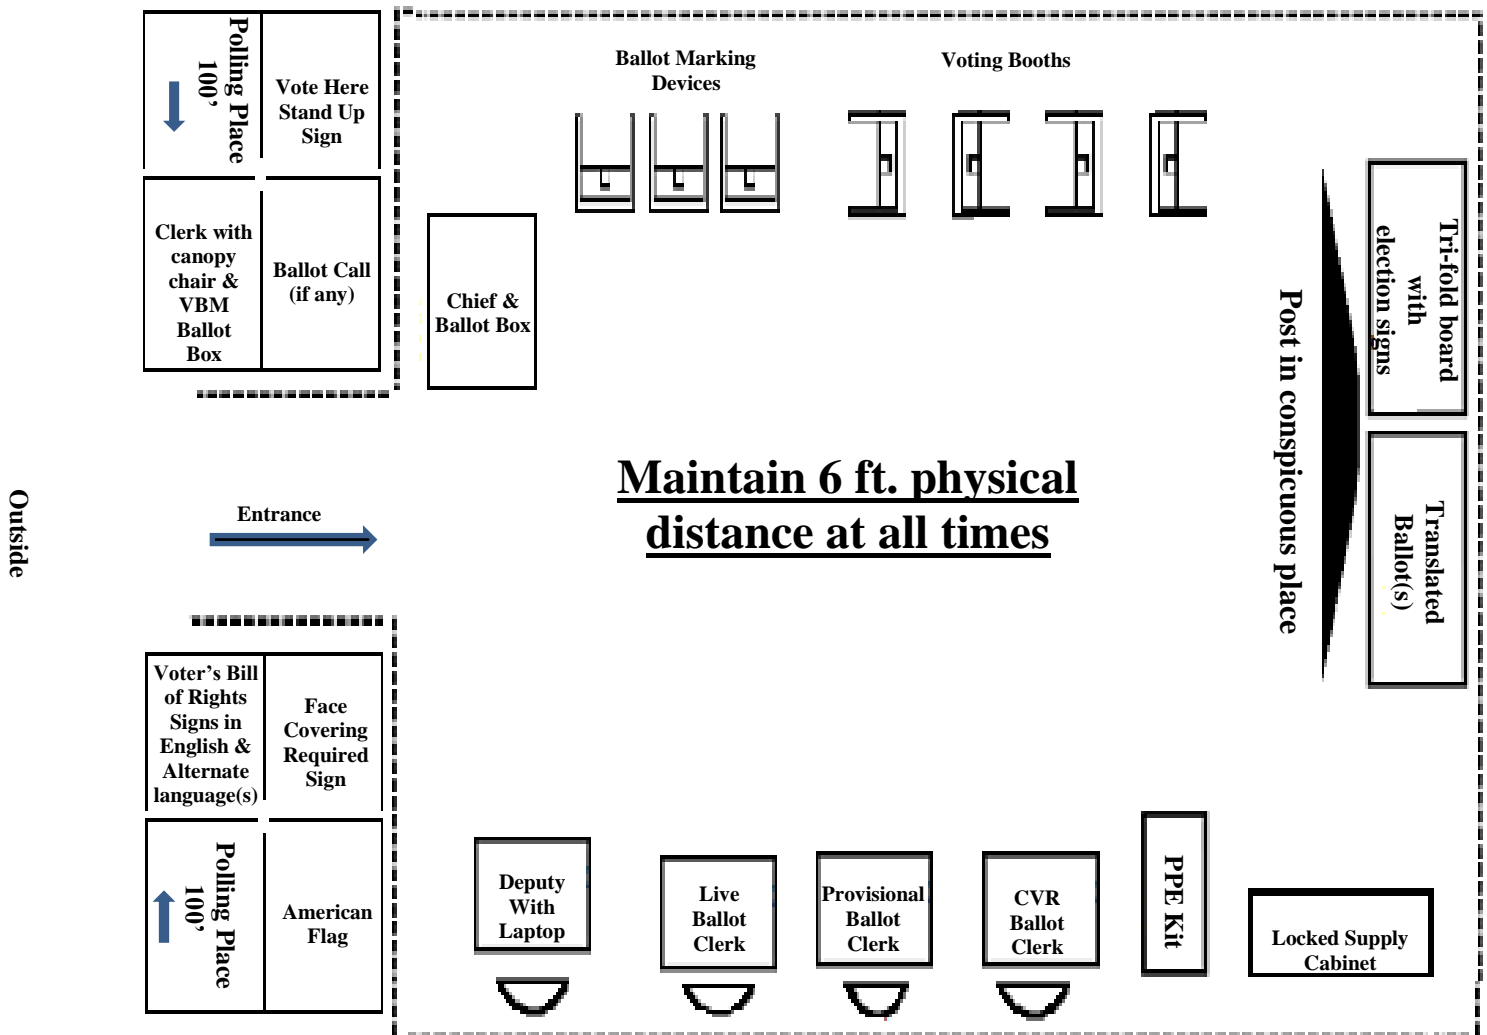 Polling Place
100’
Vote Here
Stand Up
Sign
Clerk with
canopy
chair &
VBM
Ballot
Box
Ballot Call
(if any)
Ballot Marking
Devices
Voting Booths
Chief &
Ballot Box
Tri-fold board
with
election signs
Post in conspicuous place
Translated
Ballot(s)
Outside
Entrance
Maintain 6 ft. physical
distance at all times
Voter’s Bill
of Rights
Signs in
English &
Alternate
language(s)
Face
Covering
Required
Sign
Polling Place
100’
American
Flag
Deputy
With
Laptop
Live
Ballot
Clerk
Provisional
Ballot
Clerk
CVR
Ballot
Clerk
PPE Kit
Locked Supply
Cabinet